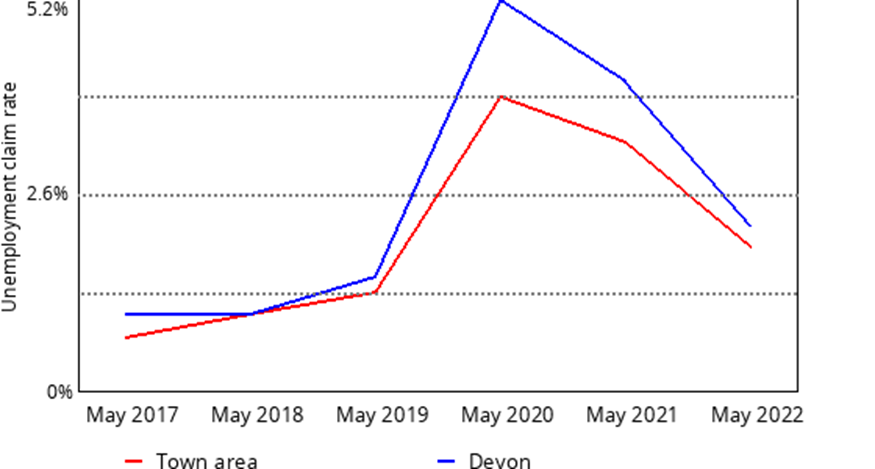 5.2%
Unemployment claim rate
2.6%
0%
May 2017 May 2018 May 2019 May 2020 May 2021 May 2022
Town area Devon